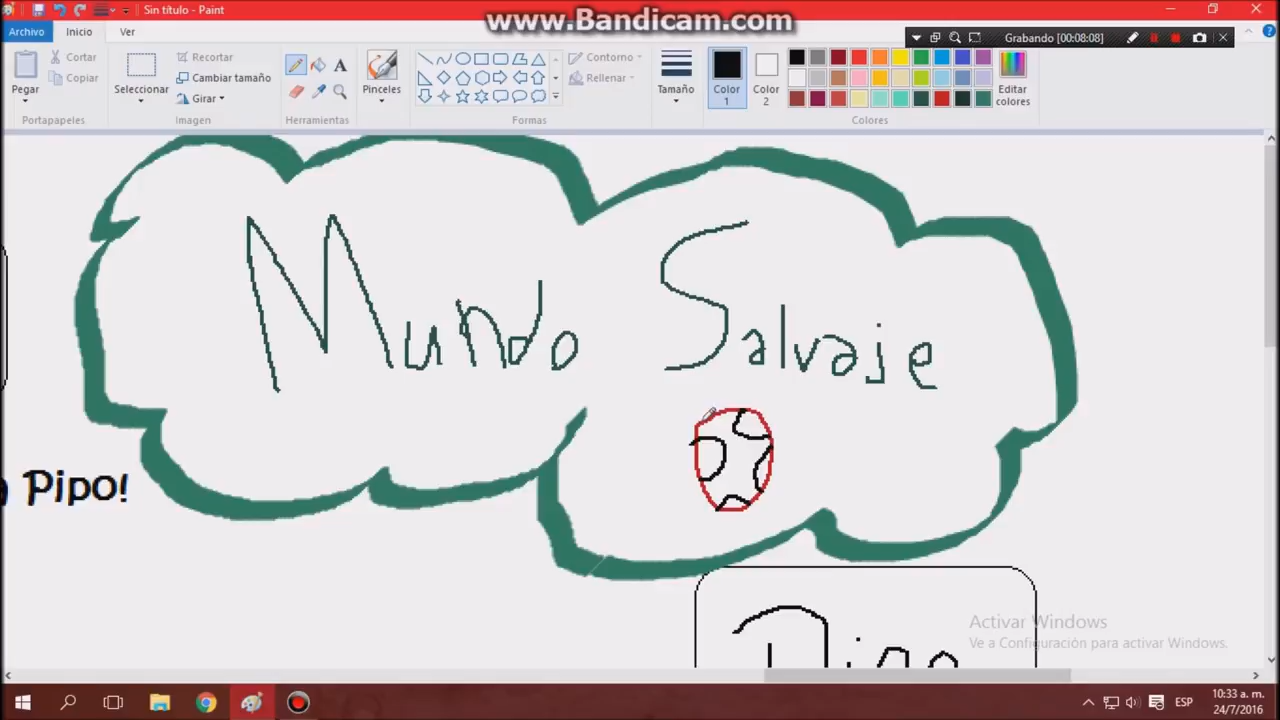 www.Bandicam.com
Sin título - Paint
Archivo
Inicio
Ver
Grabando [00:08:08]
Pegar
Cortar
Copiar
Portapapeles
Seleccionar
Recortar
Cambiar tamaño
Girar
Imagen
Herramientas
Pinceles
Formas
Contorno
Rellenar
Tamaño
Color 1
Color 2
Editar colores
Colores
Mundo Salvaje
Pipo!
Activar Windows
Ve a Configuración para activar Windows.
ESP
10:33 a. m.
24/7/2016